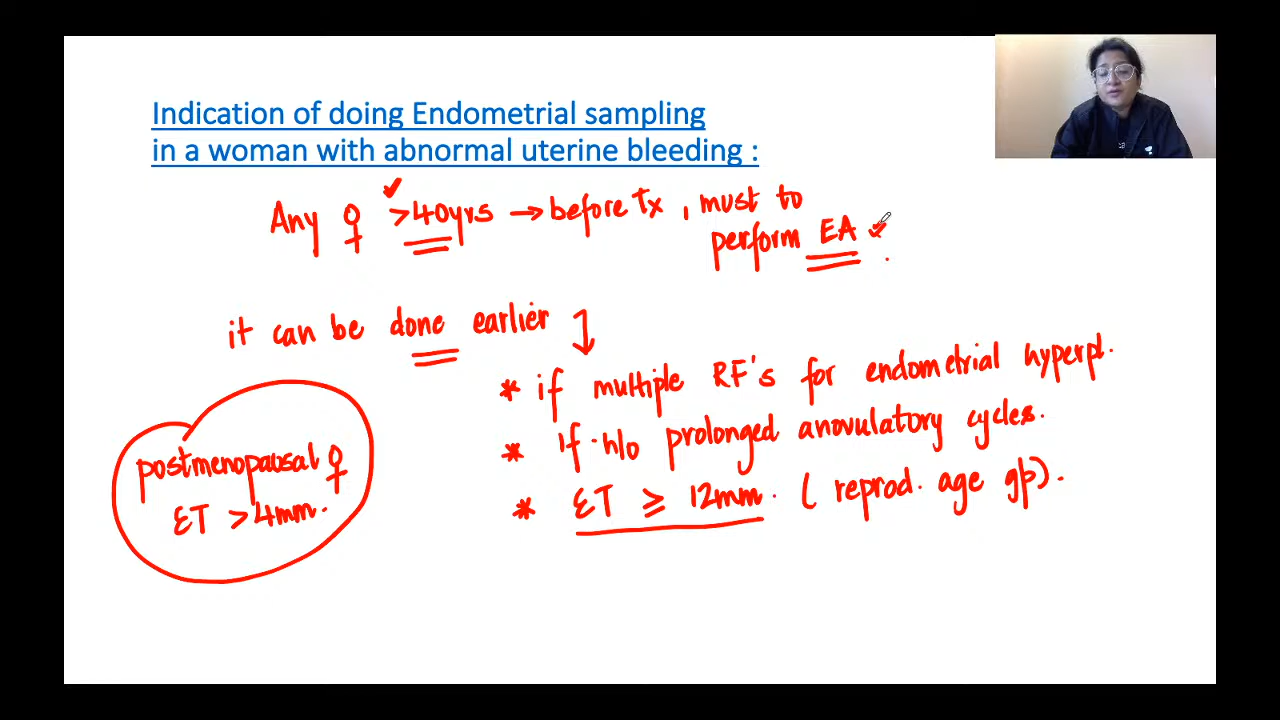 Indication of doing Endometrial sampling
in a woman with abnormal uterine bleeding :
Any ♀ >40yrs → before Tx , must to
perform EA ✓
it can be done earlier ↓
* if multiple RF's for endometrial hyperpl.
* If h/o prolonged anovulatory cycles.
* ET ≥ 12mm. ( reprod. age gp).
postmenopausal ♀
ET > 4mm.